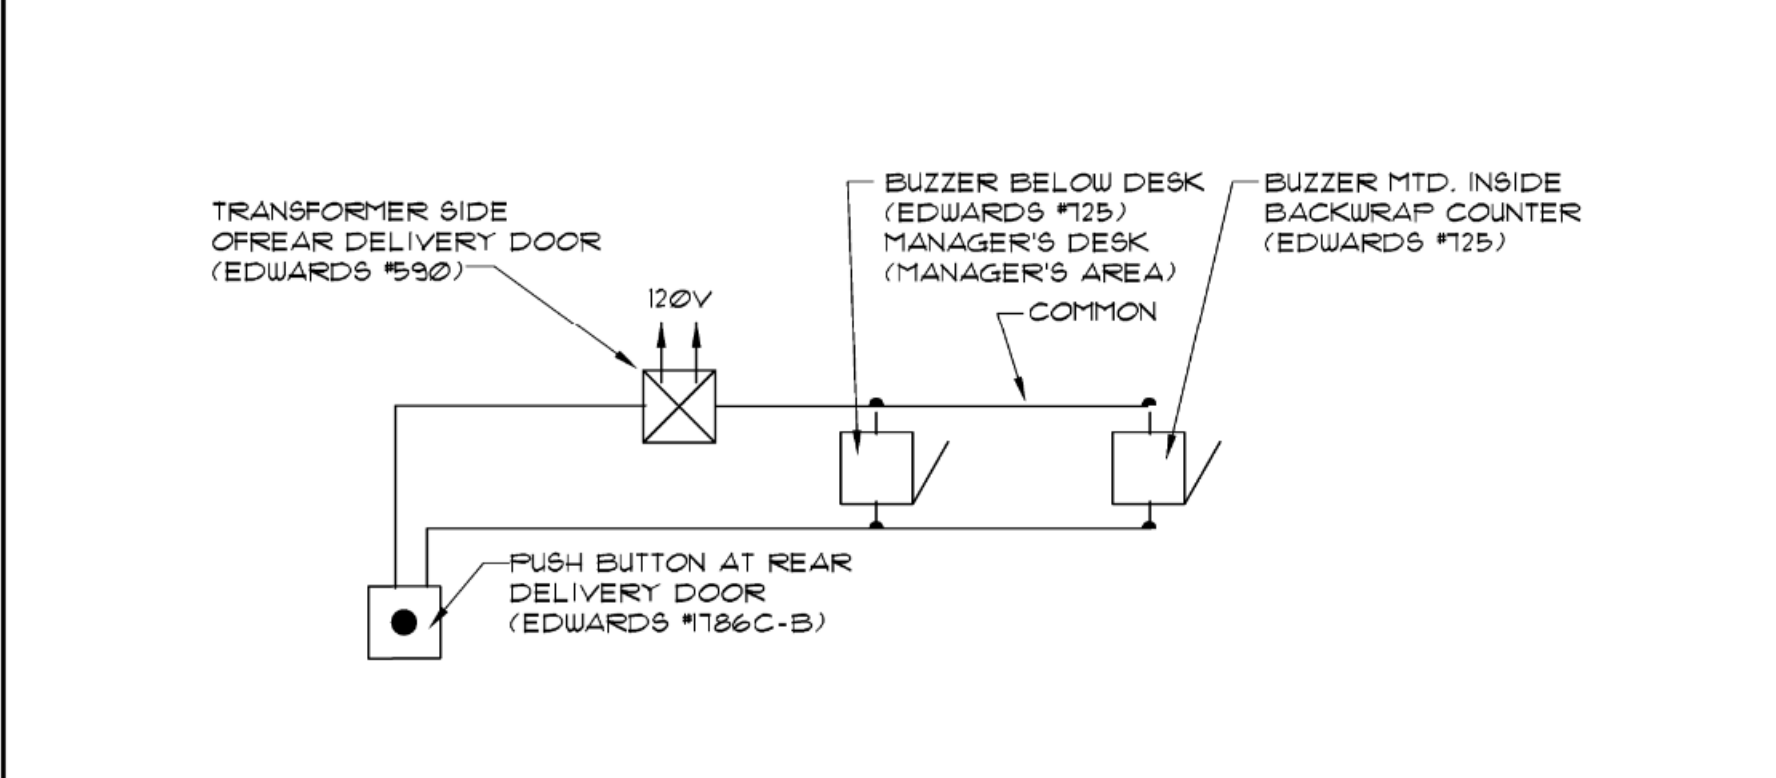 TRANSFORMER SIDE
OFREAR DELIVERY DOOR
(EDWARDS #590)
120V
BUZZER BELOW DESK
(EDWARDS #725)
MANAGER'S DESK
(MANAGER'S AREA)
COMMON
BUZZER MTD. INSIDE
BACKWRAP COUNTER
(EDWARDS #725)
PUSH BUTTON AT REAR
DELIVERY DOOR
(EDWARDS #1786C-B)